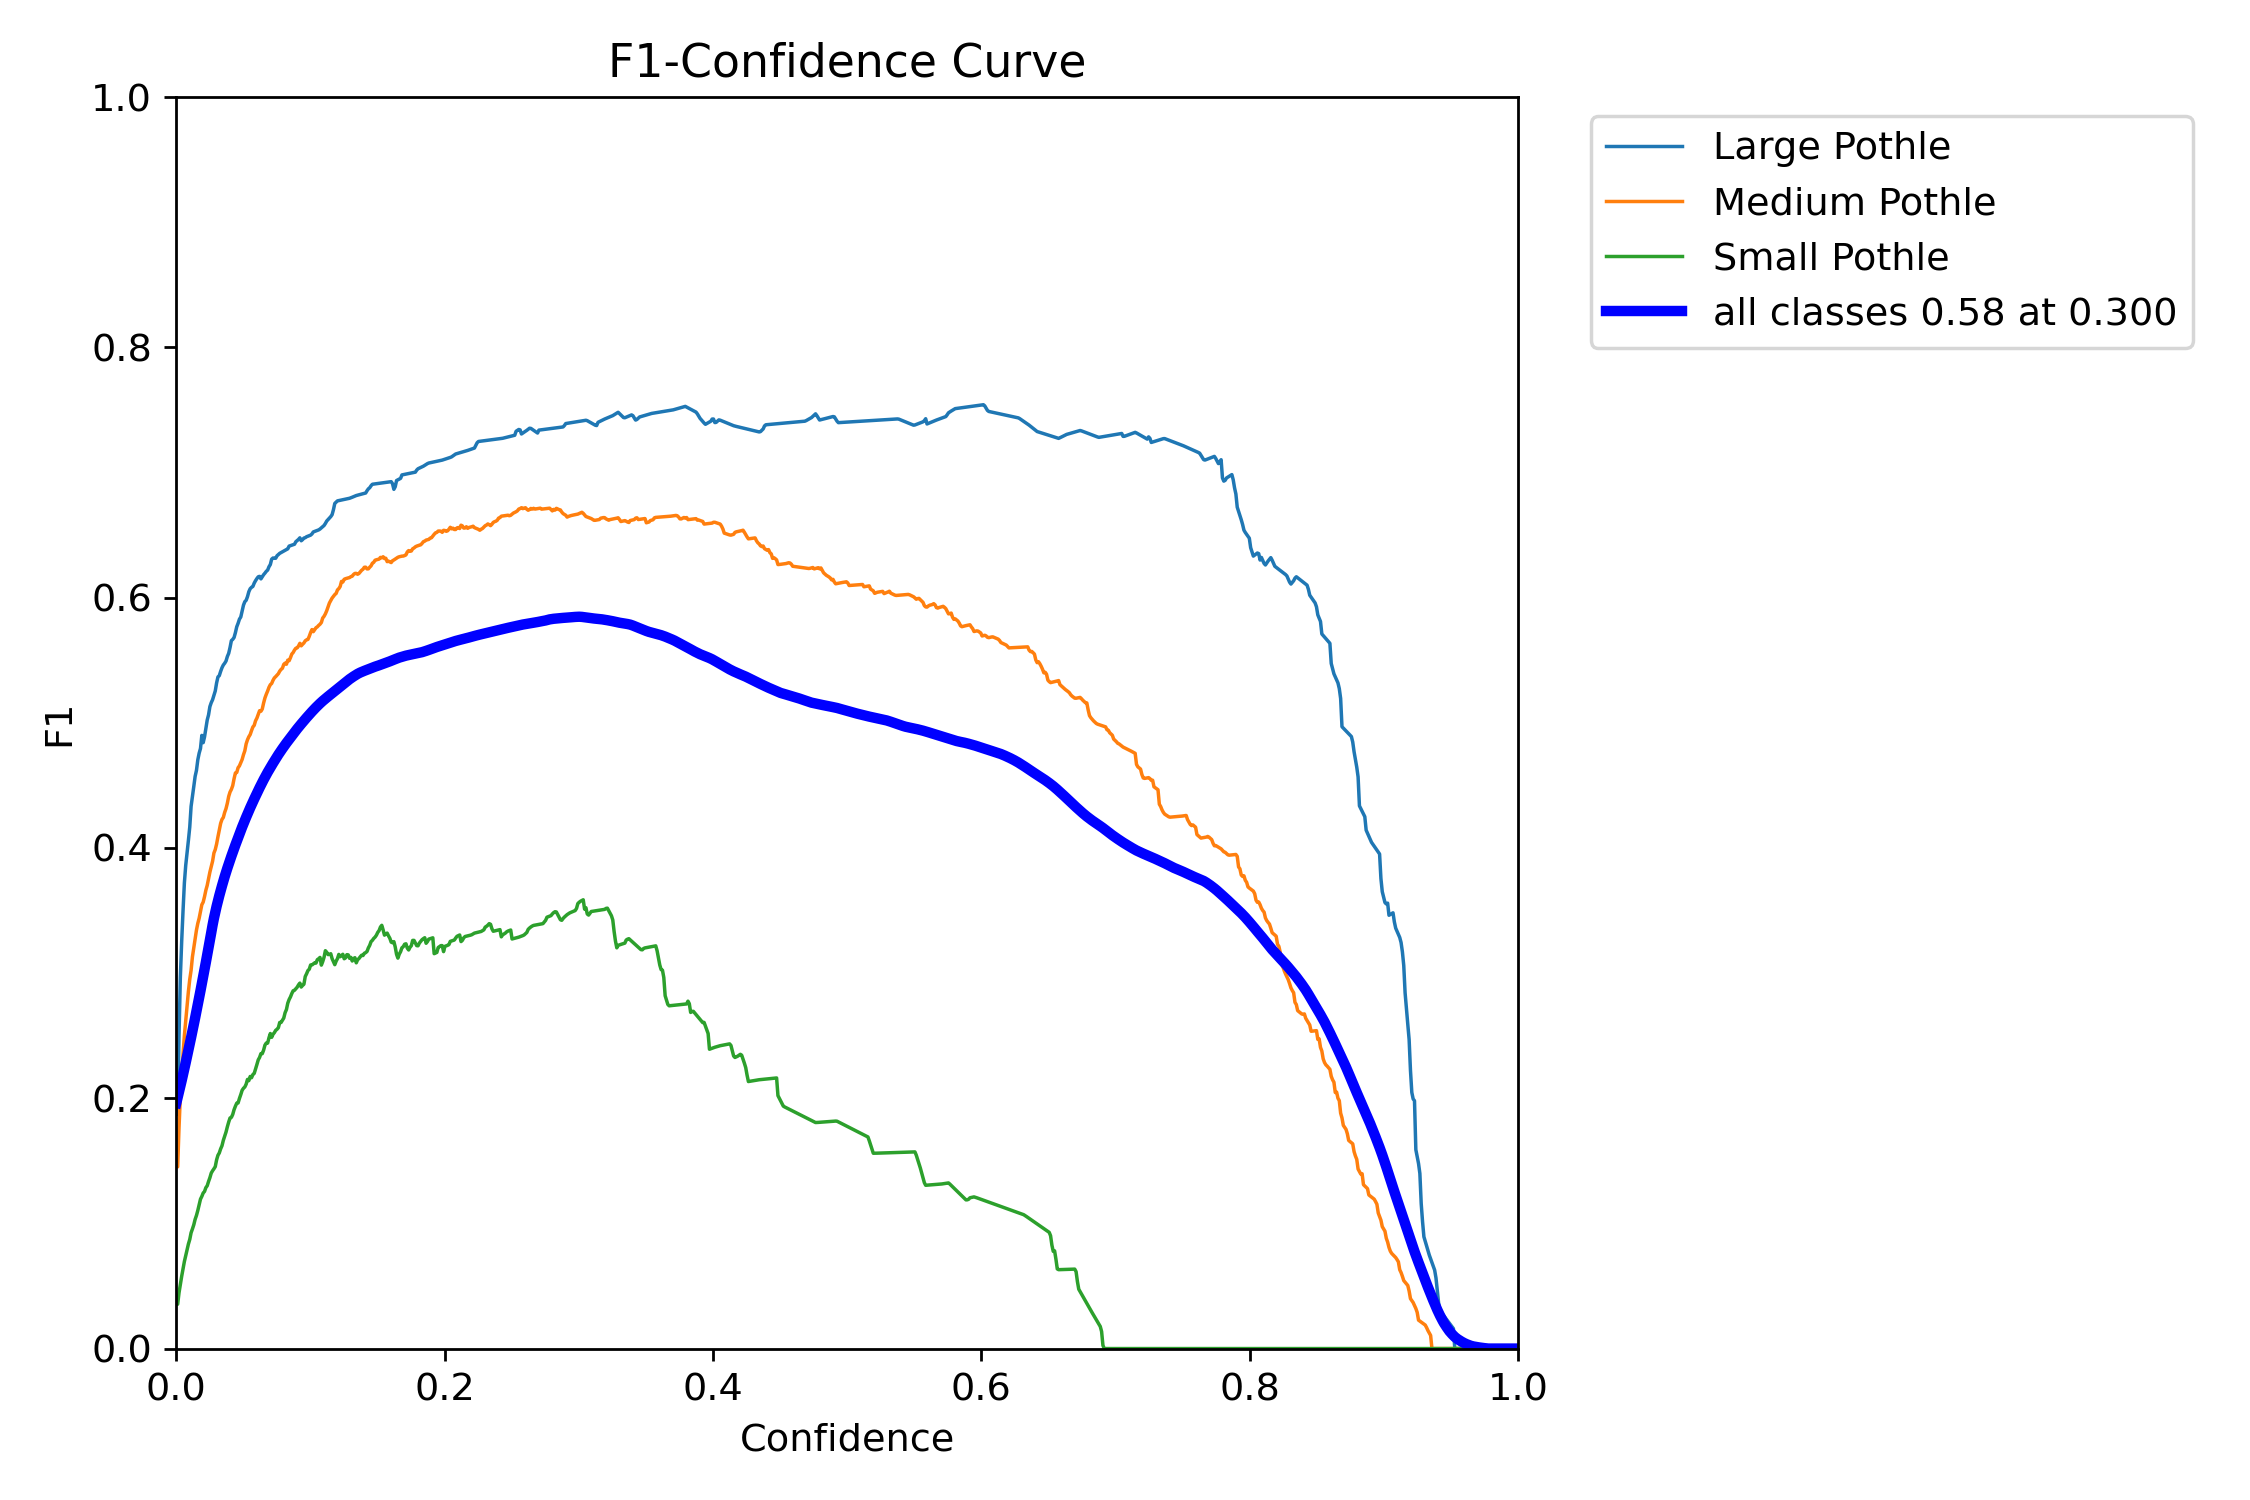 F1-Confidence Curve
1.0
0.8
0.6
0.4
0.2
0.0
F1
0.0 0.2 0.4 0.6 0.8 1.0
Confidence
Large Pothle
Medium Pothle
Small Pothle
all classes 0.58 at 0.300